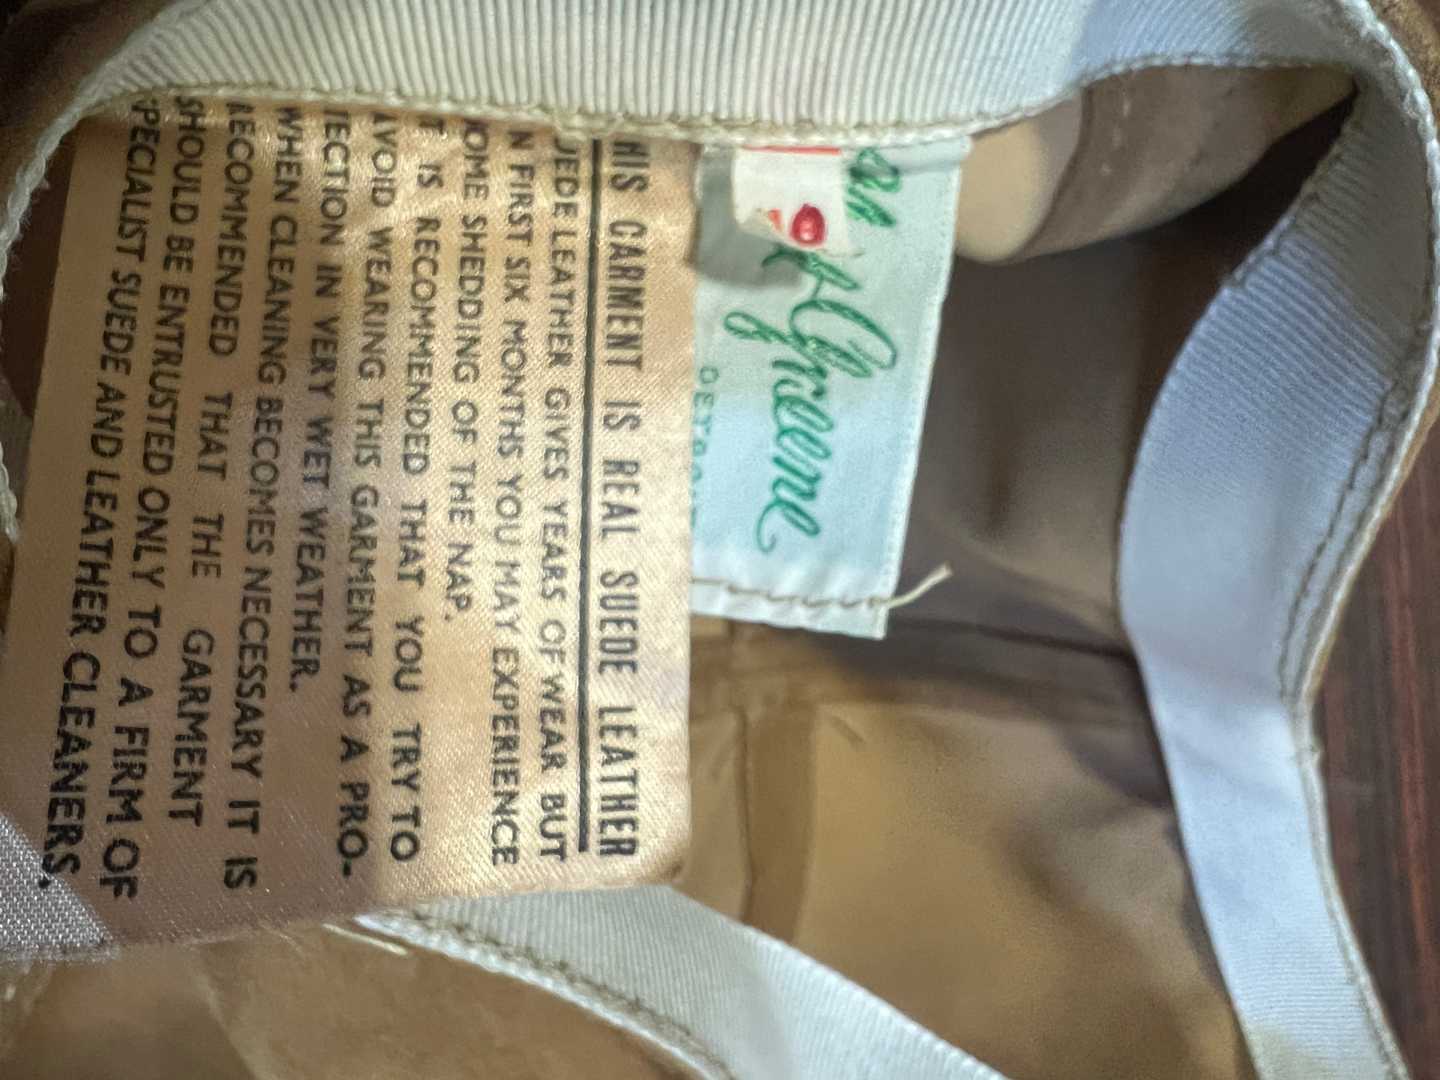 HIS GARMENT IS REAL SUEDE LEATHER
UEDE LEATHER GIVES YEARS OF WEAR BUT
N FIRST SIX MONTHS YOU MAY EXPERIENCE
OME SHEDDING OF THE NAP.
T IS RECOMMENDED THAT YOU TRY TO
AVOID WEARING THIS GARMENT AS A PRO-
TECTION IN VERY WET WEATHER.
WHEN CLEANING BECOMES NECESSARY IT IS
RECOMMENDED THAT THE GARMENT
SHOULD BE ENTRUSTED ONLY TO A FIRM OF
SPECIALIST SUEDE AND LEATHER CLEANERS.
Greene
DETRO